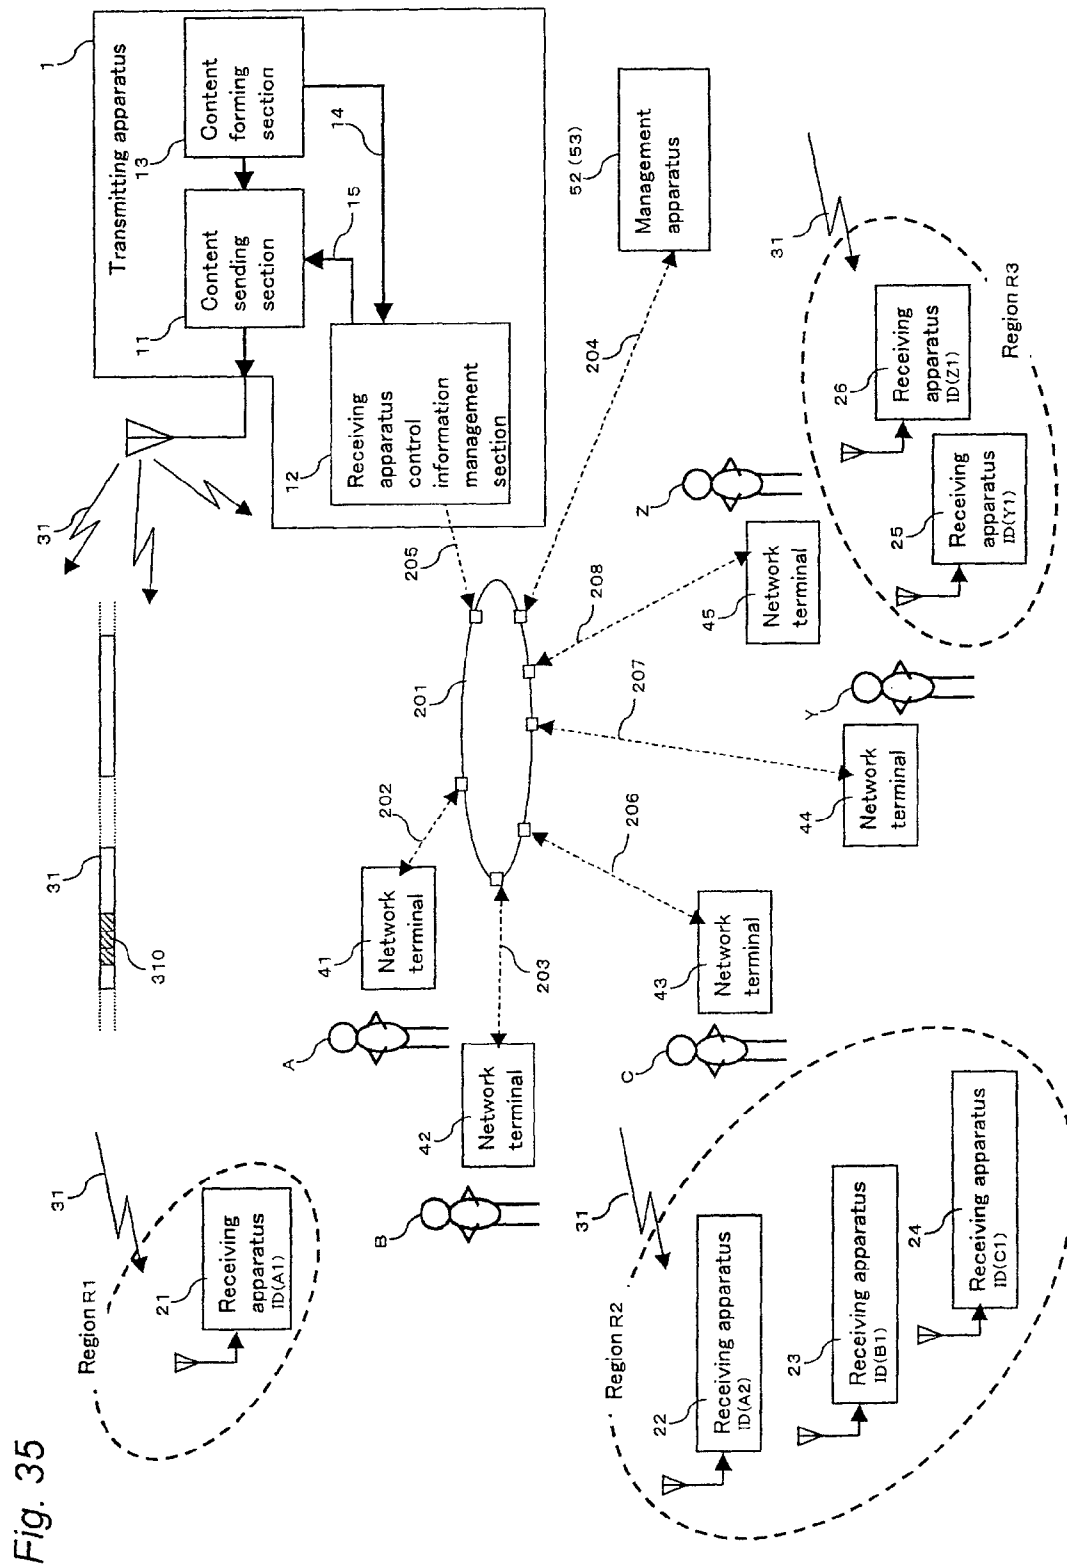 Fig. 35
1
Transmitting apparatus
13
Content
forming
section
11
Content
sending
section
14
15
12
Receiving
apparatus
control
information
management
section
31
31
310
205
201
202
203
204
206
207
208
52 (53)
Management
apparatus
41
Network
terminal
A
42
Network
terminal
B
43
Network
terminal
C
44
Network
terminal
Y
45
Network
terminal
Z
Region R1
31
21
Receiving
apparatus
ID(A1)
Region R2
31
22
Receiving apparatus
ID(A2)
23
Receiving apparatus
ID(B1)
24
Receiving apparatus
ID(C1)
Region R3
31
25
Receiving
apparatus
ID(Y1)
26
Receiving
apparatus
ID(Z1)